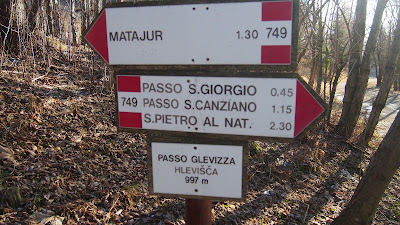 MATAJUR 1.30 749
749
PASSO S.GIORGIO 0.45
PASSO S.CANZIANO 1.15
S.PIETRO AL NAT. 2.30
PASSO GLEVIZZA
HLEVIŠČA
997 m